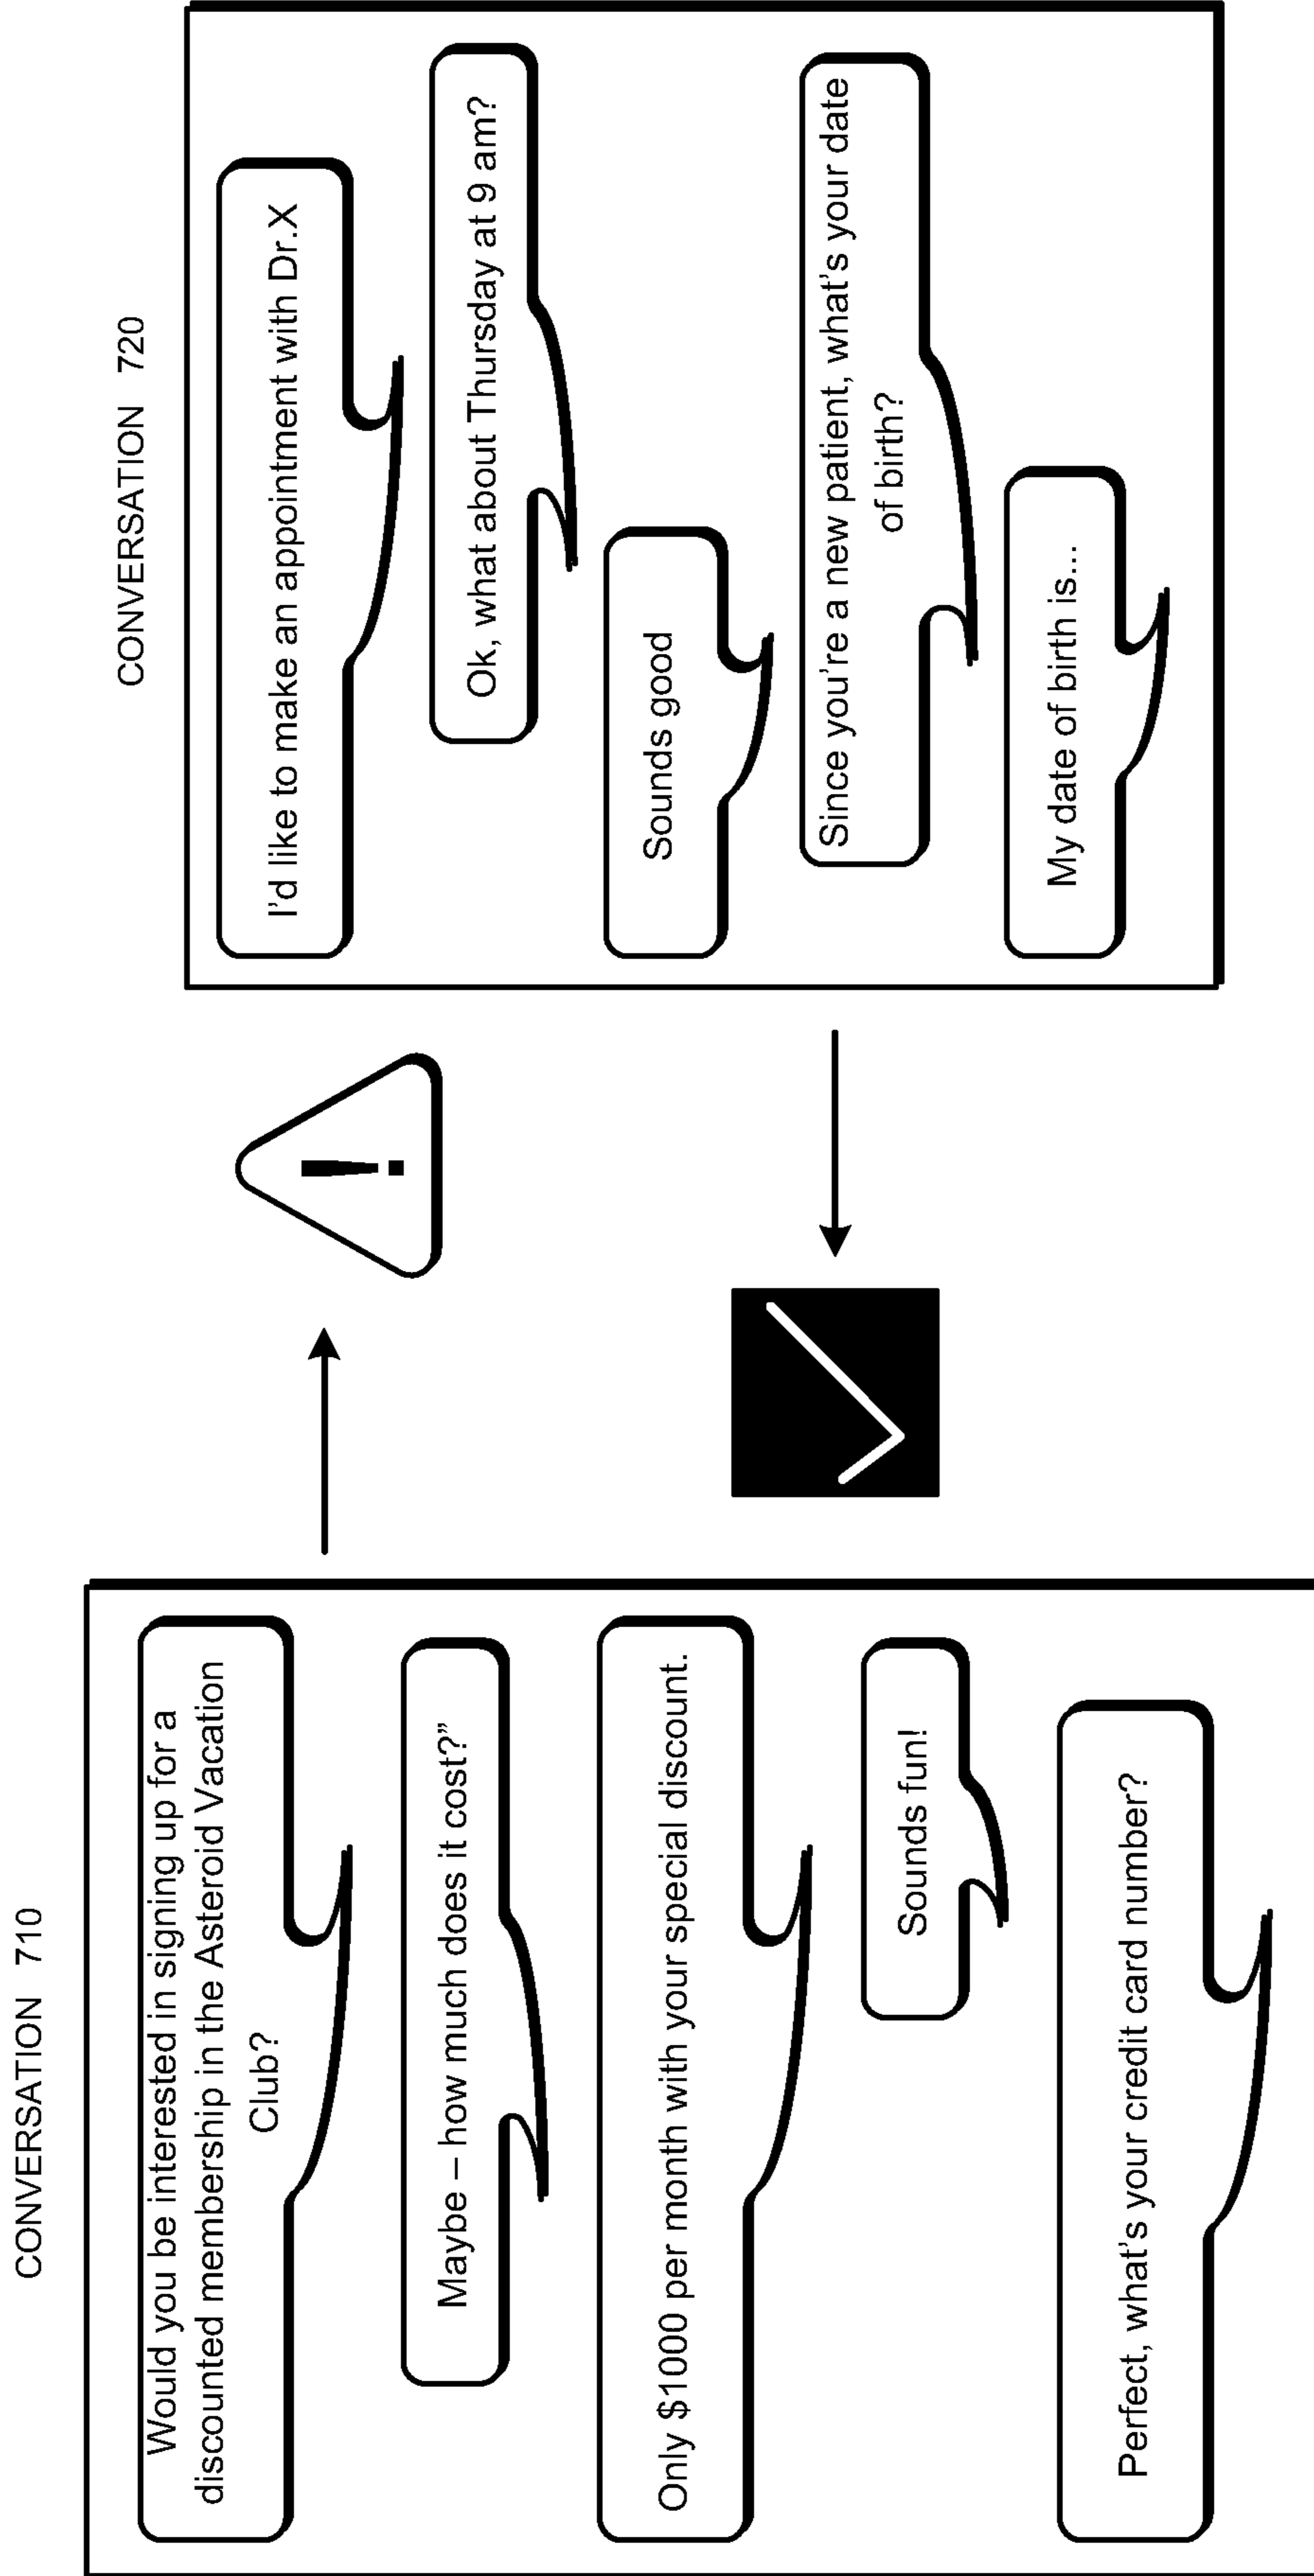 CONVERSATION 710
Would you be interested in signing up for a
discounted membership in the Asteroid Vacation
Club?
Maybe – how much does it cost?”
Only $1000 per month with your special discount.
Sounds fun!
Perfect, what's your credit card number?
!
CONVERSATION 720
I'd like to make an appointment with Dr.X
Ok, what about Thursday at 9 am?
Sounds good
Since you're a new patient, what's your date
of birth?
My date of birth is...